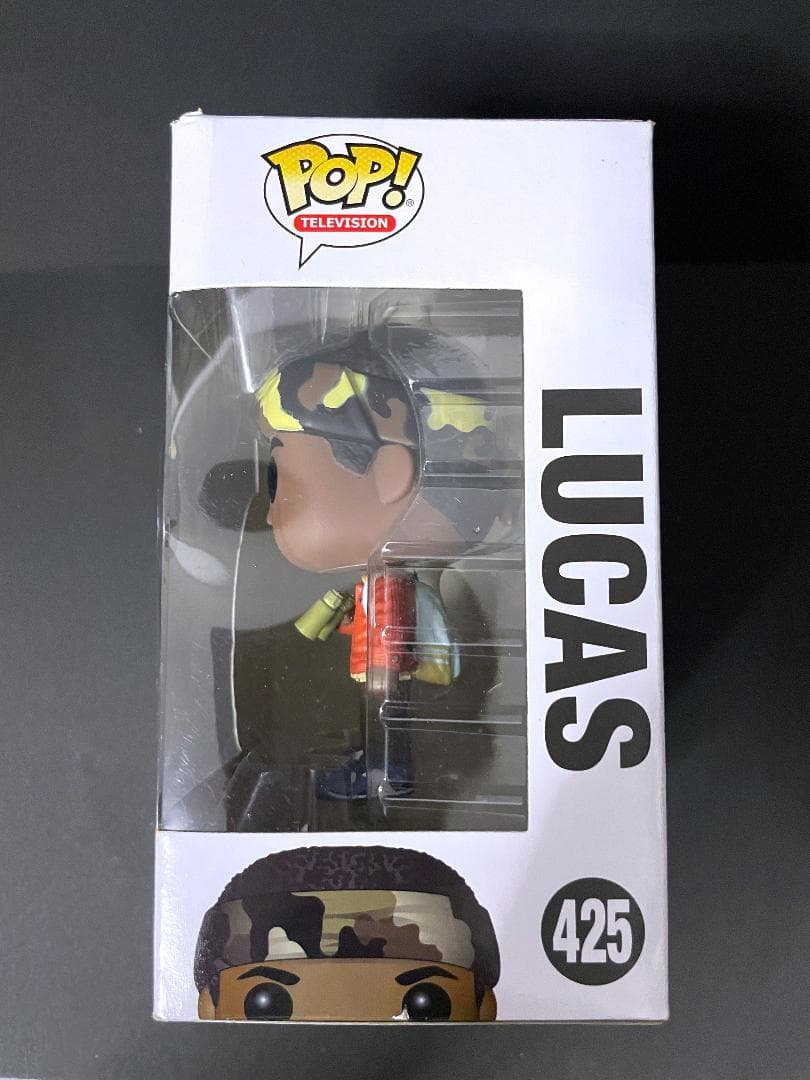 POP!
®
TELEVISION
LUCAS
425